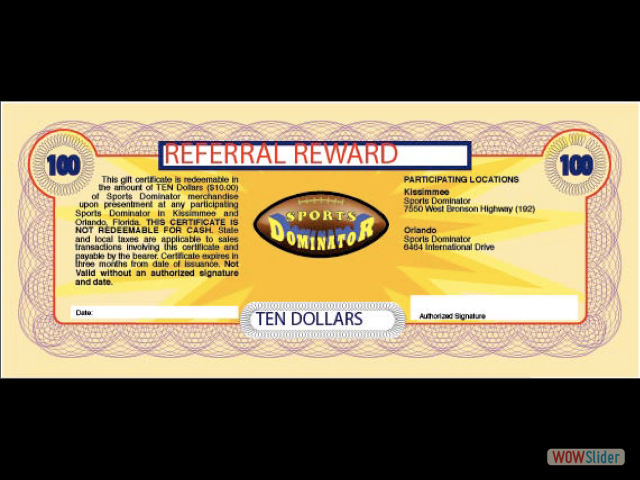 REFERRAL REWARD
100
100
This gift certificate is redeemable in
the amount of TEN Dollars ($10.00)
of Sports Dominator merchandise
upon presentment at any participating
Sports Dominator in Kissimmee and
Orlando, Florida. THIS CERTIFICATE IS
NOT REDEEMABLE FOR CASH. State
and local taxes are applicable to sales
transactions involving this certificate and
payable by the bearer. Certificate expires in
three months from date of issuance. Not
Valid without an authorized signature
and date.
SPORTS
DOMINATOR
PARTICIPATING LOCATIONS
Kissimmee
Sports Dominator
7550 West Bronson Highway (192)
Orlando
Sports Dominator
6464 International Drive
Date:
TEN DOLLARS
Authorized Signature
WOWSlider